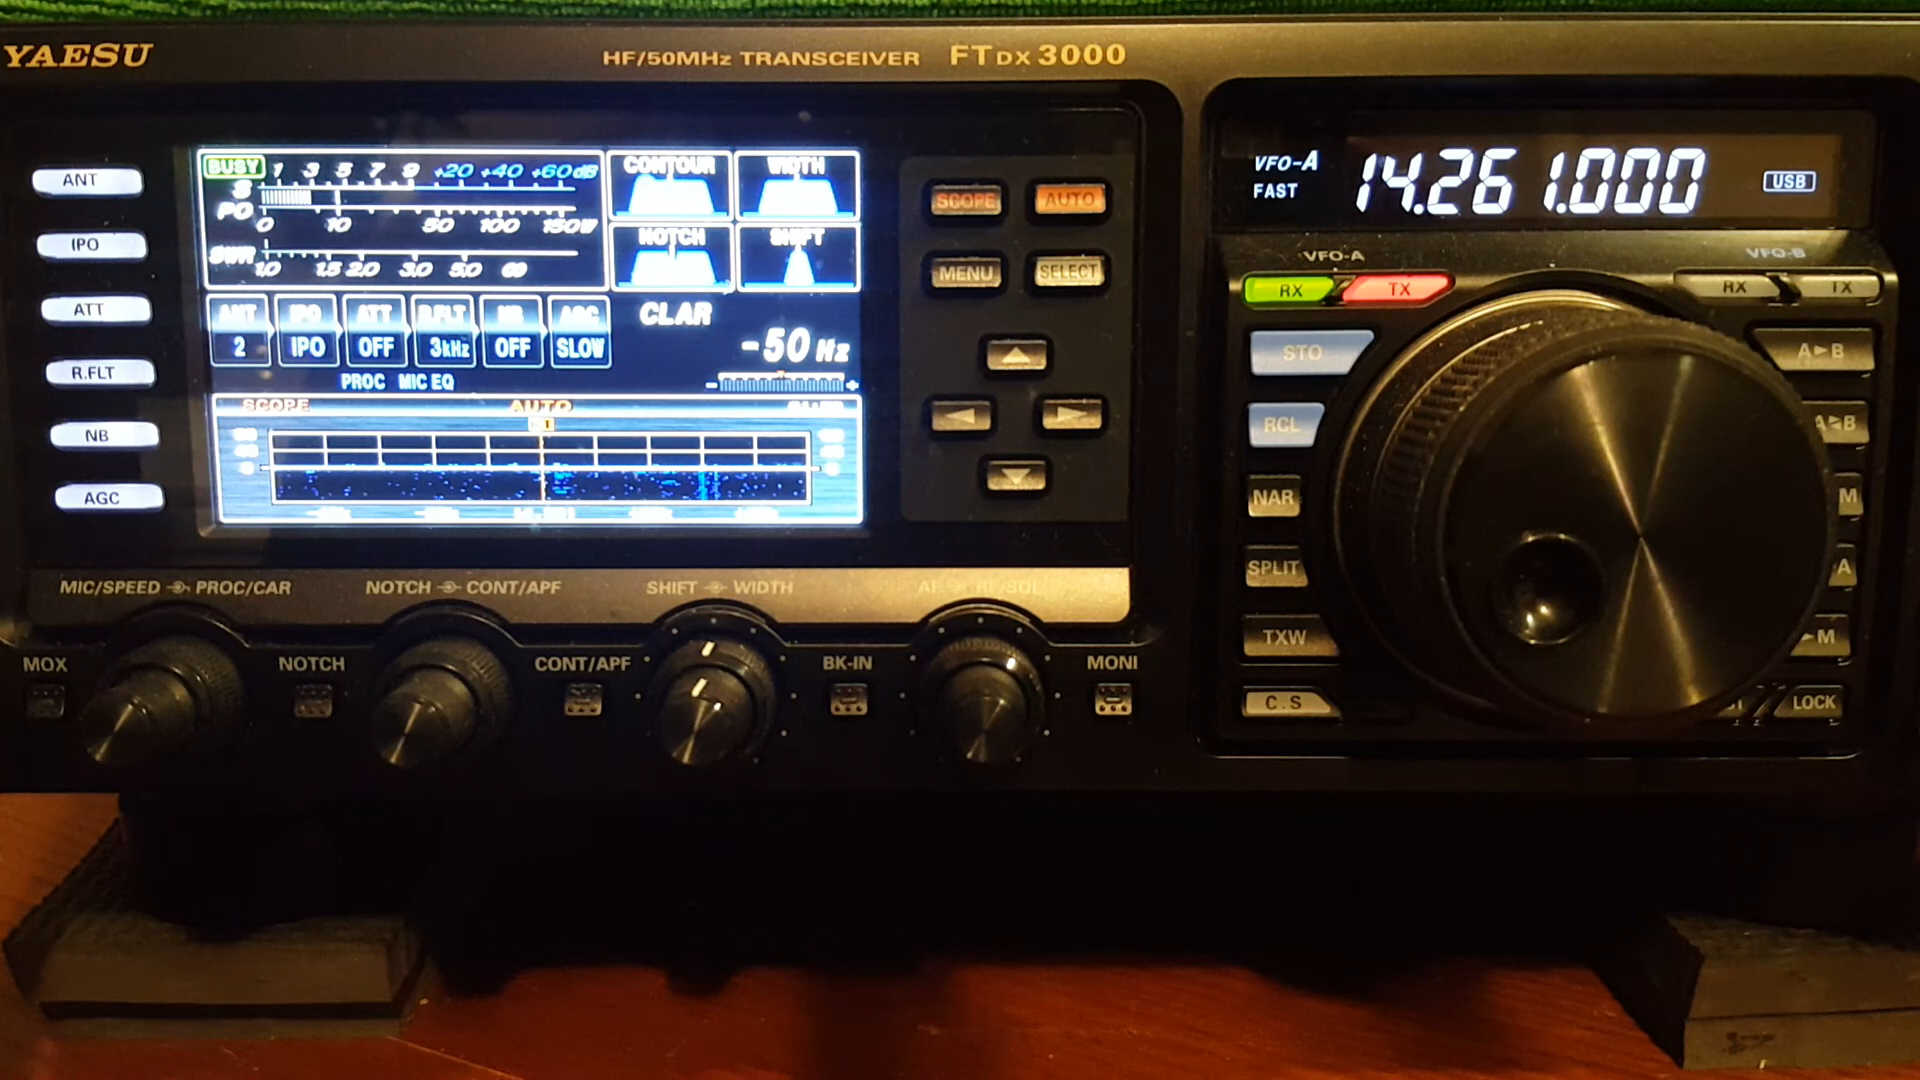 YAESU
HF/50MHz TRANSCEIVER FTDX 3000
ANT
IPO
ATT
R.FLT
NB
AGC
BUSY
S 1 3 5 7 9 +20 +40 +60dB
PO
0 10 50 100 150W
SWR
1.0 1.5 2.0 3.0 5.0 ∞
CONTOUR WIDTH
NOTCH SHIFT
ANT IPO ATT R.FLT NB AGC
2 IPO OFF 3kHz OFF SLOW
CLAR
-50 Hz
PROC MIC EQ
- +
SCOPE AUTO
SCOPE AUTO
MENU SELECT
VFO-A
FAST
14.261.000
USB
VFO-A VFO-B
RX TX RX TX
STO A►B
RCL
NAR M
SPLIT A
TXW ►M
C.S LOCK
MIC/SPEED PROC/CAR
NOTCH CONT/APF
SHIFT WIDTH
MOX NOTCH CONT/APF BK-IN MONI